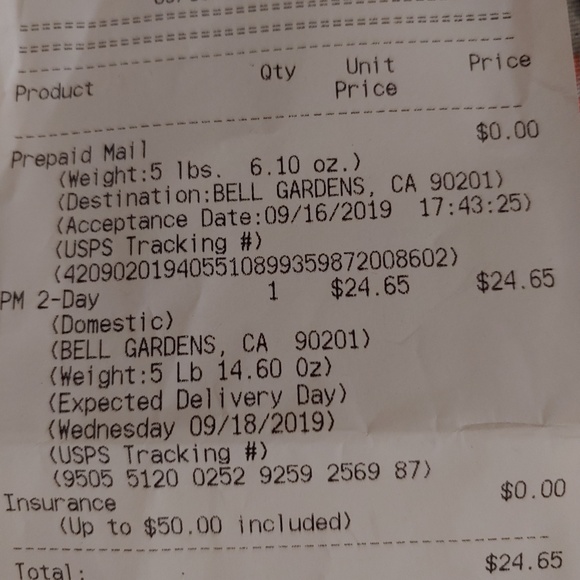 ================================================
================================================
------------------------------------------------
Product Qty Unit Price Price
------------------------------------------------
Prepaid Mail $0.00
(Weight:5 lbs. 6.10 oz.)
(Destination:BELL GARDENS, CA 90201)
(Acceptance Date:09/16/2019 17:43:25)
(USPS Tracking #)
(420902019405510899359872008602)
PM 2-Day 1 $24.65 $24.65
(Domestic)
(BELL GARDENS, CA 90201)
(Weight:5 Lb 14.60 Oz)
(Expected Delivery Day)
(Wednesday 09/18/2019)
(USPS Tracking #)
(9505 5120 0252 9259 2569 87)
Insurance $0.00
(Up to $50.00 included)
------------------------------------------------
Total: $24.65